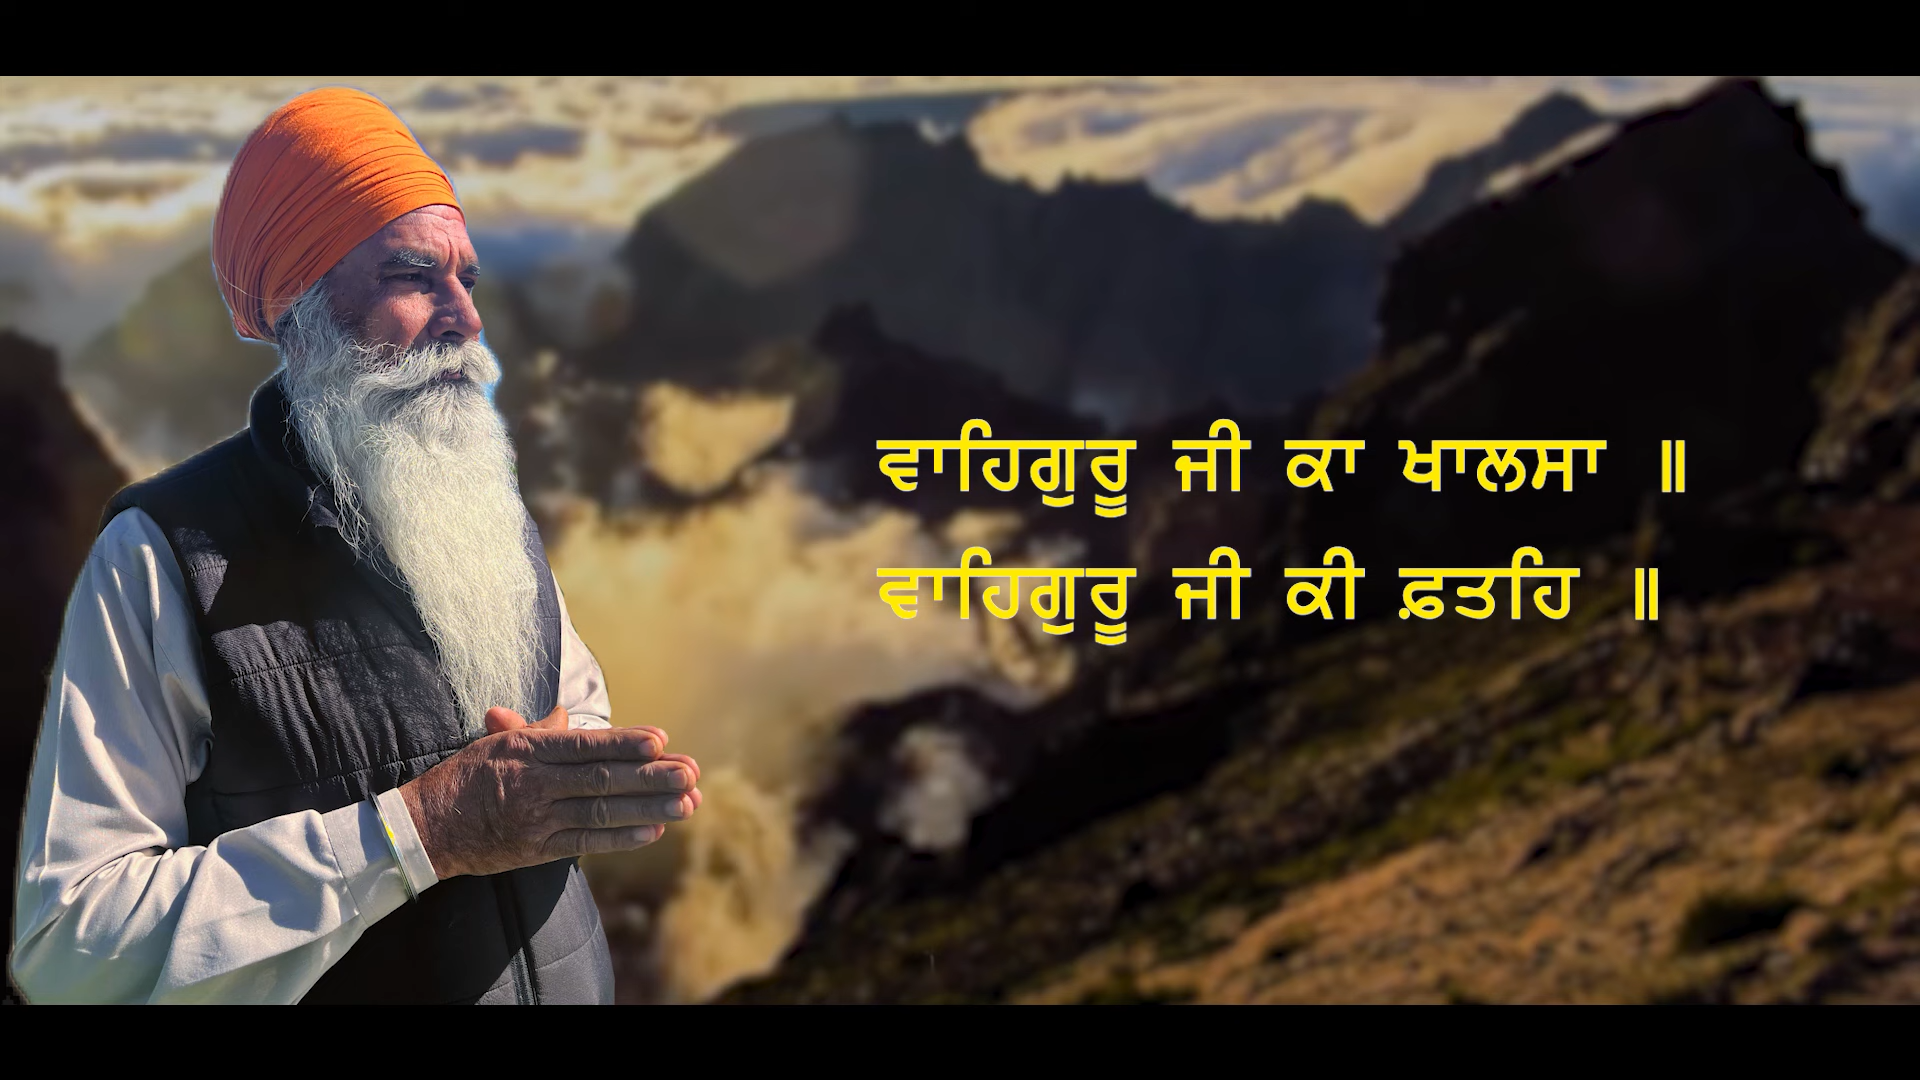 ਵਾਹਿਗੁਰੂ ਜੀ ਕਾ ਖਾਲਸਾ ॥
ਵਾਹਿਗੁਰੂ ਜੀ ਕੀ ਫ਼ਤਹਿ ॥